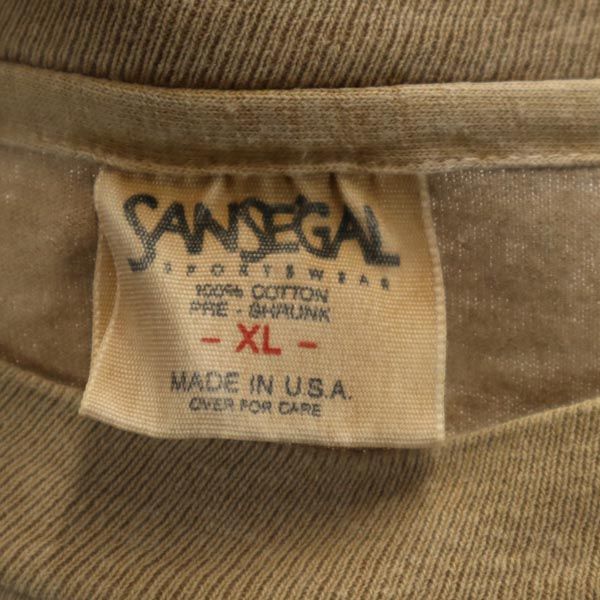 SANSEGAL
SPORTSWEAR
100% COTTON
PRE - SHRUNK
- XL -
MADE IN U.S.A.
OVER FOR CARE